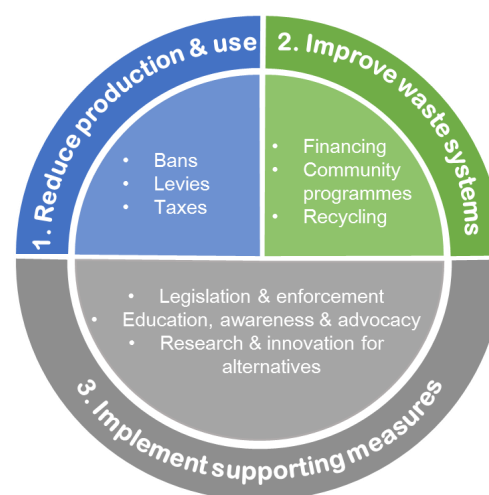 1. Reduce production & use
• Bans
• Levies
• Taxes
2. Improve waste systems
• Financing
• Community
programmes
• Recycling
• Legislation & enforcement
• Education, awareness & advocacy
• Research & innovation for
alternatives
3. Implement supporting measures